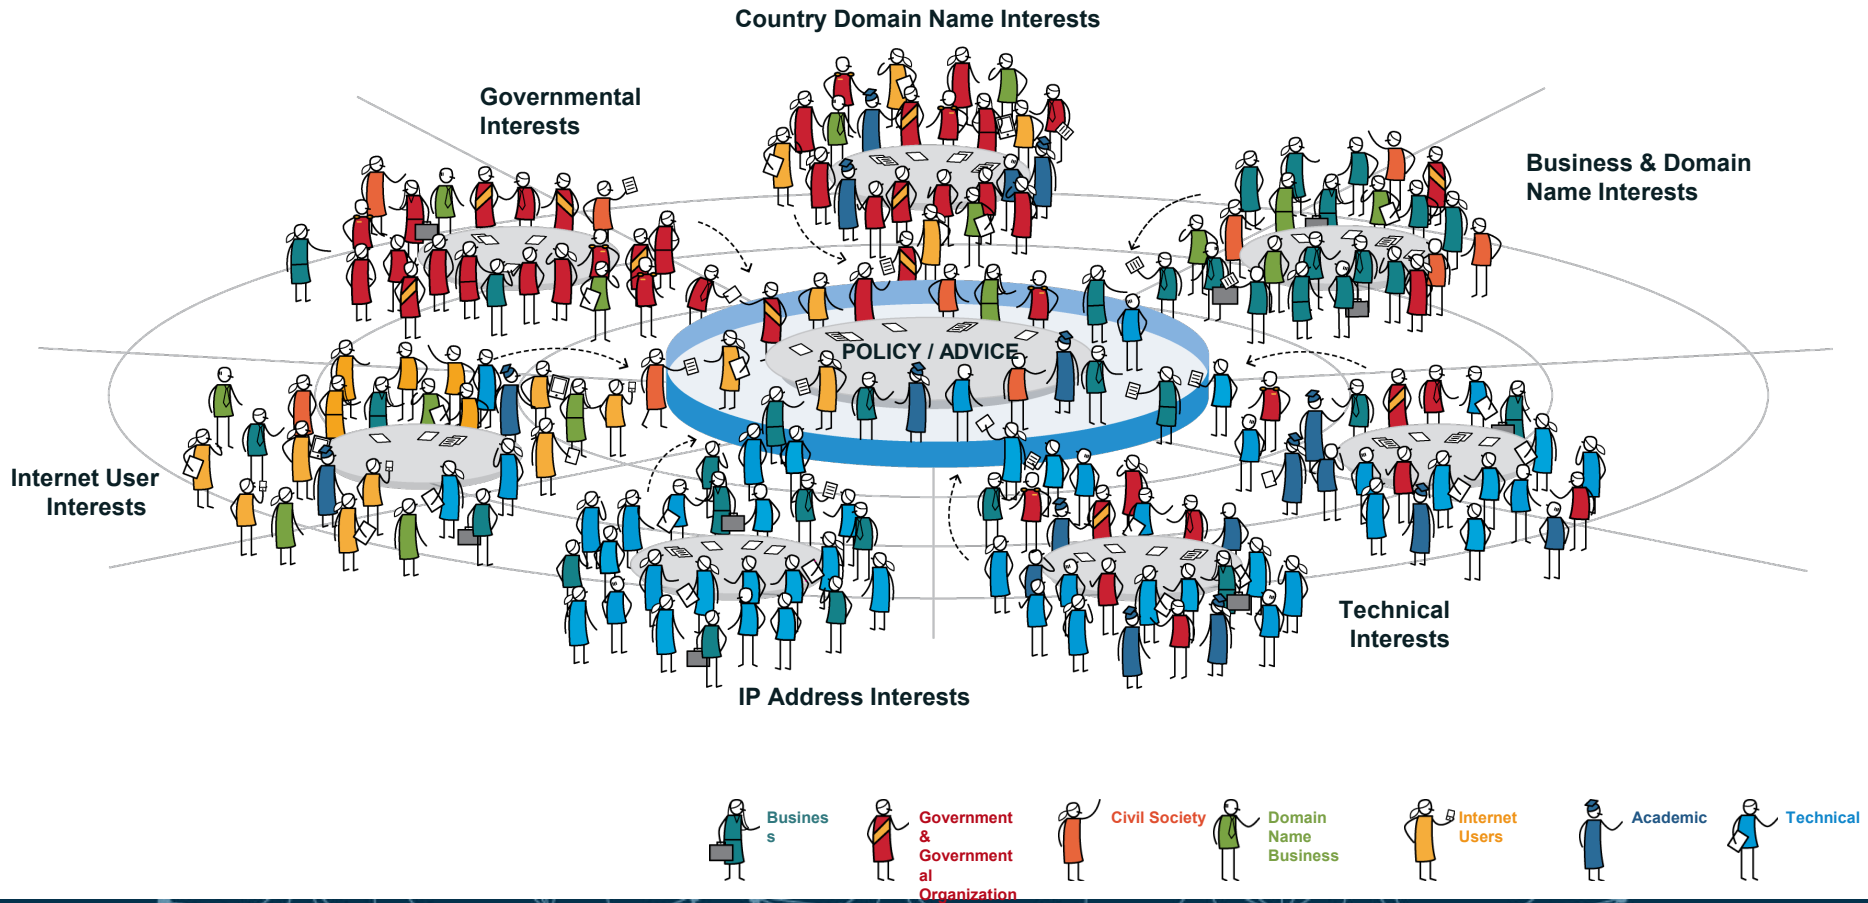 Country Domain Name Interests
Governmental
Interests
Business & Domain
Name Interests
POLICY / ADVICE
Internet User
Interests
Technical
Interests
IP Address Interests
Busines
s
Government
&
Government
al
Organization
Civil Society
Domain
Name
Business
Internet
Users
Academic
Technical